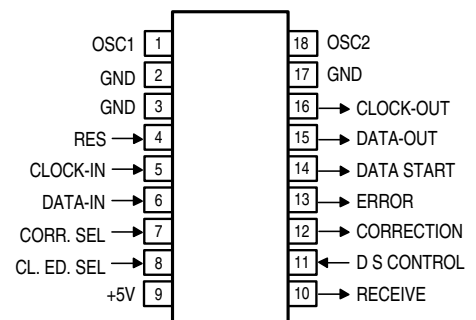 OSC1 1 18 OSC2
GND 2 17 GND
GND 3 16 CLOCK-OUT
RES 4 15 DATA-OUT
CLOCK-IN 5 14 DATA START
DATA-IN 6 13 ERROR
CORR. SEL 7 12 CORRECTION
CL. ED. SEL 8 11 D S CONTROL
+5V 9 10 RECEIVE